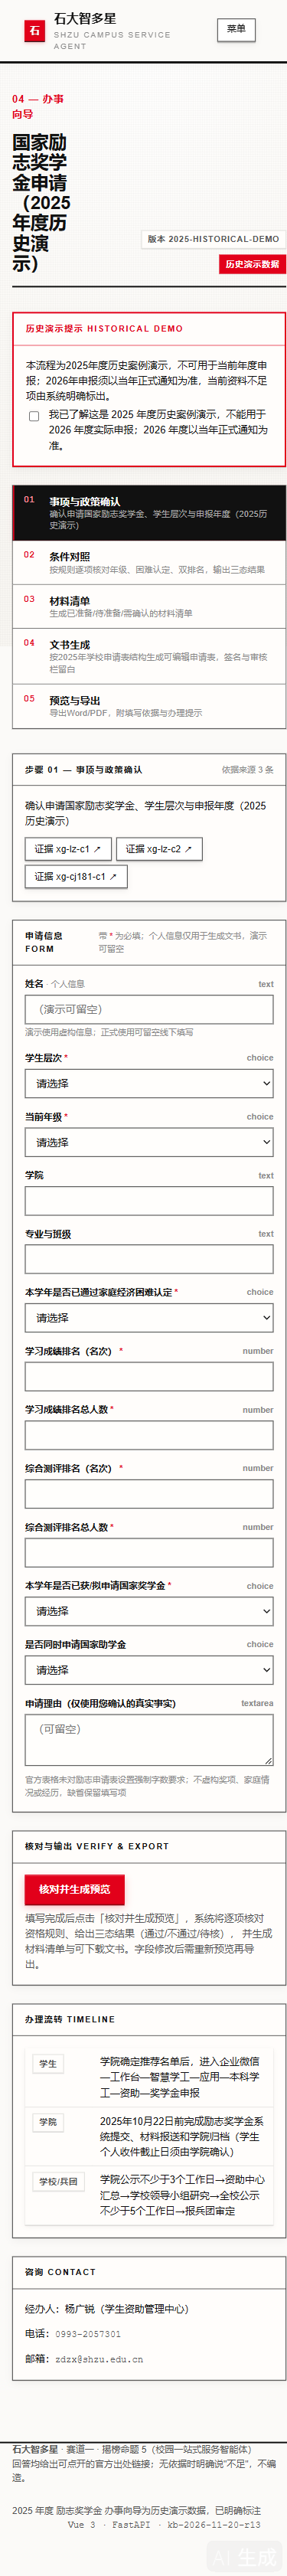 石
石大智多星
SHZU CAMPUS SERVICE
AGENT
菜单
04 — 办事
向导
国家励
志奖学
金申请
（2025
年度历
史演
示）
版本 2025-HISTORICAL-DEMO
历史演示数据
历史演示提示 HISTORICAL DEMO
本流程为2025年度历史案例演示，不可用于当前年度申
报；2026年申报须以当年正式通知为准，当前资料不足
项由系统明确标出。
我已了解这是 2025 年度历史案例演示，不能用于
2026 年度实际申报；2026 年度以当年正式通知为
准。
01
事项与政策确认
确认申请国家励志奖学金、学生层次与申报年度（2025历
史演示）
02
条件对照
按规则逐项核对年级、困难认定、双排名，输出三态结果
03
材料清单
生成已准备/待准备/需确认的材料清单
04
文书生成
按2025年学校申请表结构生成可编辑申请表，签名与审核
栏留白
05
预览与导出
导出Word/PDF，附填写依据与办理提示
步骤 01 — 事项与政策确认
依据来源 3 条
确认申请国家励志奖学金、学生层次与申报年度（2025
历史演示）
证据 xg-lz-c1 ↗
证据 xg-lz-c2 ↗
证据 xg-cj181-c1 ↗
申请信息
FORM
带 * 为必填；个人信息仅用于生成文书，演示
可留空
姓名 · 个人信息
text
（演示可留空）
演示使用虚构信息；正式使用可留空线下填写
学生层次 *
choice
请选择
当前年级 *
choice
请选择
学院
text
专业与班级
text
本学年是否已通过家庭经济困难认定 *
choice
请选择
学习成绩排名（名次） *
number
学习成绩排名总人数 *
number
综合测评排名（名次） *
number
综合测评排名总人数 *
number
本学年是否已获/拟申请国家奖学金 *
choice
请选择
是否同时申请国家助学金
choice
请选择
申请理由（仅使用您确认的真实事实）
textarea
（可留空）
官方表格未对励志申请表设置强制字数要求；不虚构奖项、家庭情
况或经历，缺暂保留填写项
核对与输出 VERIFY & EXPORT
核对并生成预览
填写完成后点击「核对并生成预览」，系统将逐项核对
资格规则、给出三态结果（通过/不通过/待核），并生成
材料清单与可下载文书。字段修改后需重新预览再导
出。
办理流转 TIMELINE
学生
学院确定推荐名单后，进入企业微信
—工作台—智慧学工—应用—本科学
工—资助—奖学金申报
学院
2025年10月22日前完成励志奖学金系
统提交、材料报送和学院归档（学生
个人收件截止日须由学院确认）
学校/兵团
学院公示不少于3个工作日→资助中心
汇总→学校领导小组研究→全校公示
不少于5个工作日→报兵团审定
咨询 CONTACT
经办人：杨广锐（学生资助管理中心）
电话：0993-2057301
邮箱：zdzx@shzu.edu.cn
石大智多星 · 赛道一 · 揭榜命题 5（校园一站式服务智能体）
回答均给出可点开的官方出处链接；无依据时明确说"不足"，不编
造。
2025 年度 励志奖学金 办事向导为历史演示数据，已明确标注
Vue 3 · FastAPI · kb-2026-11-20-r13
AI 生成